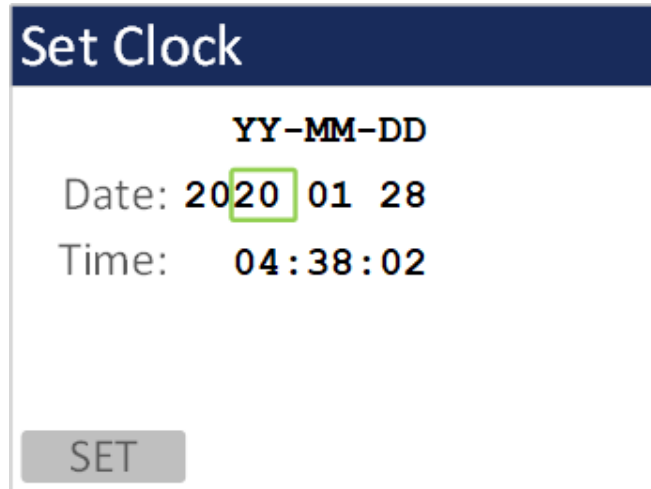 Set Clock
YY-MM-DD
Date: 2020 01 28
Time: 04:38:02
SET